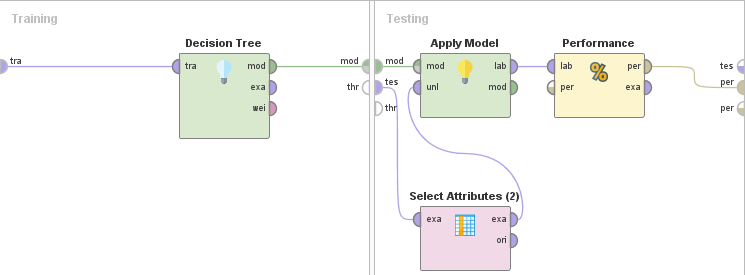 Training
Testing
Decision Tree
Apply Model
Performance
tra
tra
mod
mod
mod
mod
lab
lab
per
tes
exa
thr
tes
unl
mod
per
exa
per
wei
thr
per
Select Attributes (2)
exa
exa
ori